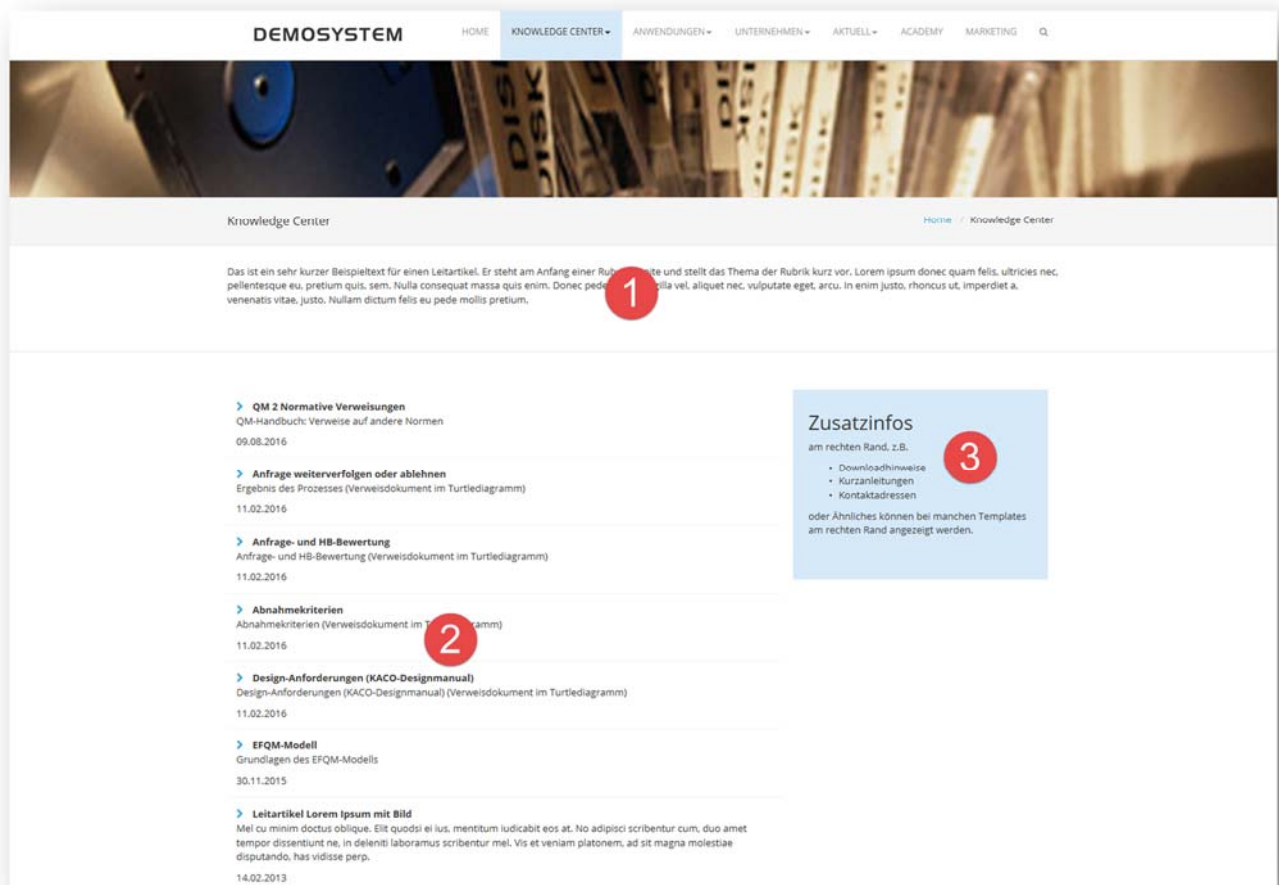 DEMOSYSTEM HOME KNOWLEDGE CENTER ANWENDUNGEN UNTERNEHMEN AKTUELL ACADEMY MARKETING
DISK
DISK
DISK
DISK
Knowledge Center Home / Knowledge Center
Das ist ein sehr kurzer Beispieltext für einen Leitartikel. Er steht am Anfang einer und stellt das Thema der Rubrik kurz vor. Lorem ipsum donec quam felis, ultricies nec,
pellentesque eu, pretium quis, sem. Nulla consequat massa quis enim. Donec pede vel, aliquet nec, vulputate eget, arcu. In enim justo, rhoncus ut, imperdiet a,
venenatis vitae, justo. Nullam dictum felis eu pede mollis pretium.
1
QM 2 Normative Verweisungen
QM-Handbuch: Verweise auf andere Normen
09.08.2016
Anfrage weiterverfolgen oder ablehnen
Ergebnis des Prozesses (Verweisdokument im Turtlediagramm)
11.02.2016
Anfrage- und HB-Bewertung
Anfrage- und HB-Bewertung (Verweisdokument im Turtlediagramm)
11.02.2016
Abnahmekriterien
Abnahmekriterien (Verweisdokument im
11.02.2016
2
Design-Anforderungen (KACO-Designmanual)
Design-Anforderungen (KACO-Designmanual) (Verweisdokument im Turtlediagramm)
11.02.2016
EFQM-Modell
Grundlagen des EFQM-Modells
30.11.2015
Leitartikel Lorem Ipsum mit Bild
Mel cu minim doctus oblique. Elit quodsi ei ius, mentitum iudicabit eos at. No adipisci scribentur cum, duo amet
tempor dissentiunt ne, in deleniti laboramus scribentur mel. Vis et veniam platonem, ad sit magna molestiae
disputando, has vidisse perp.
14.02.2013
Zusatzinfos
am rechten Rand, z.B.
3
• Downloadhinweise
• Kurzanleitungen
• Kontaktadressen
oder Ähnliches können bei manchen Templates
am rechten Rand angezeigt werden.